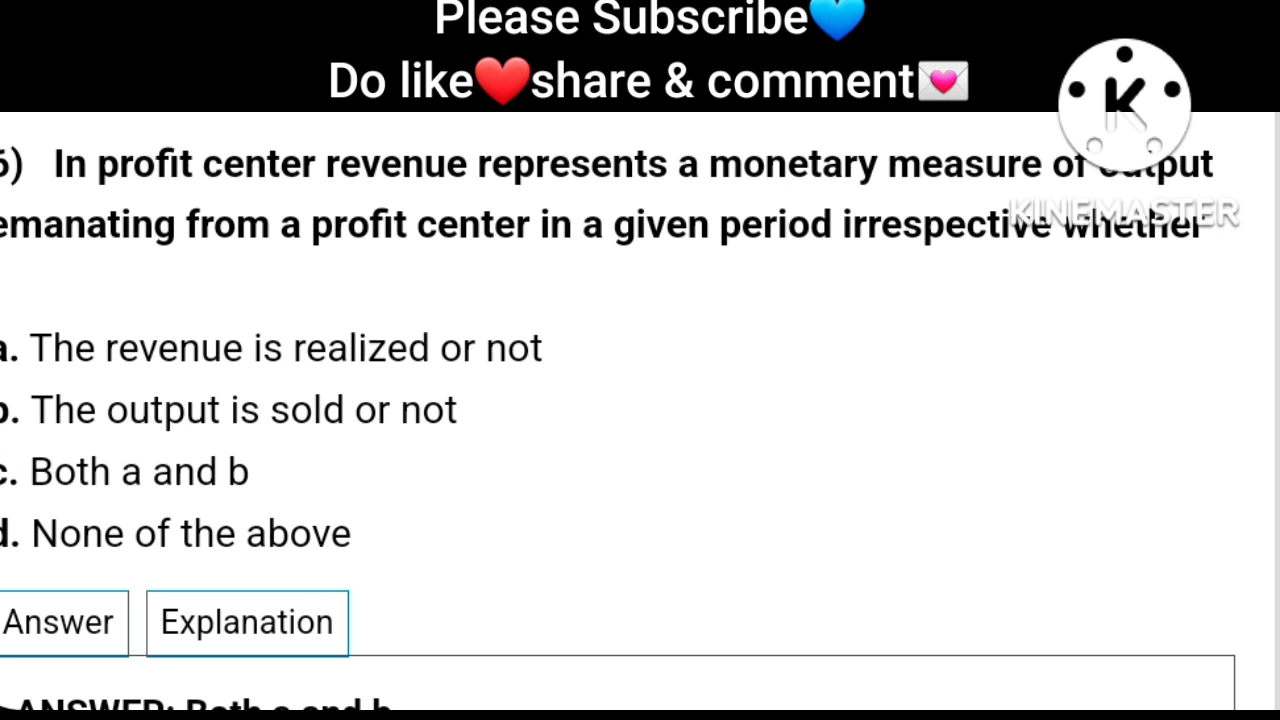 Please Subscribe💙
Do like❤️share & comment💌
6) In profit center revenue represents a monetary measure of output
emanating from a profit center in a given period irrespective whether
KINEMASTER
a. The revenue is realized or not
b. The output is sold or not
c. Both a and b
d. None of the above
Answer Explanation
ANSWER: Both a and b